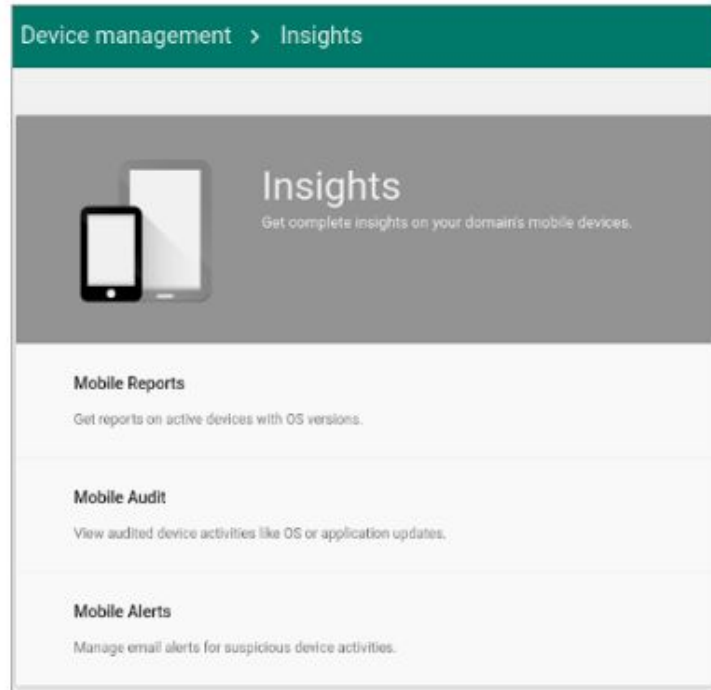 Device management > Insights
Insights
Get complete insights on your domain's mobile devices.
Mobile Reports
Get reports on active devices with OS versions.
Mobile Audit
View audited device activities like OS or application updates.
Mobile Alerts
Manage email alerts for suspicious device activities.